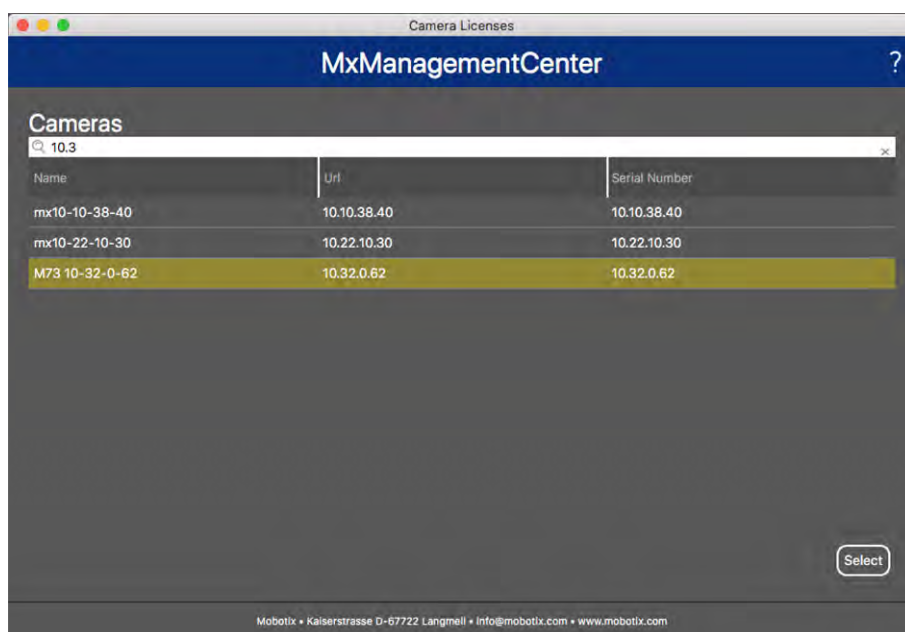 Camera Licenses
MxManagementCenter ?
Cameras
10.3 ×
Name Url Serial Number
mx10-10-38-40 10.10.38.40 10.10.38.40
mx10-22-10-30 10.22.10.30 10.22.10.30
M73 10-32-0-62 10.32.0.62 10.32.0.62
Select
Mobotix • Kaiserstrasse D-67722 Langmeil • info@mobotix.com • www.mobotix.com